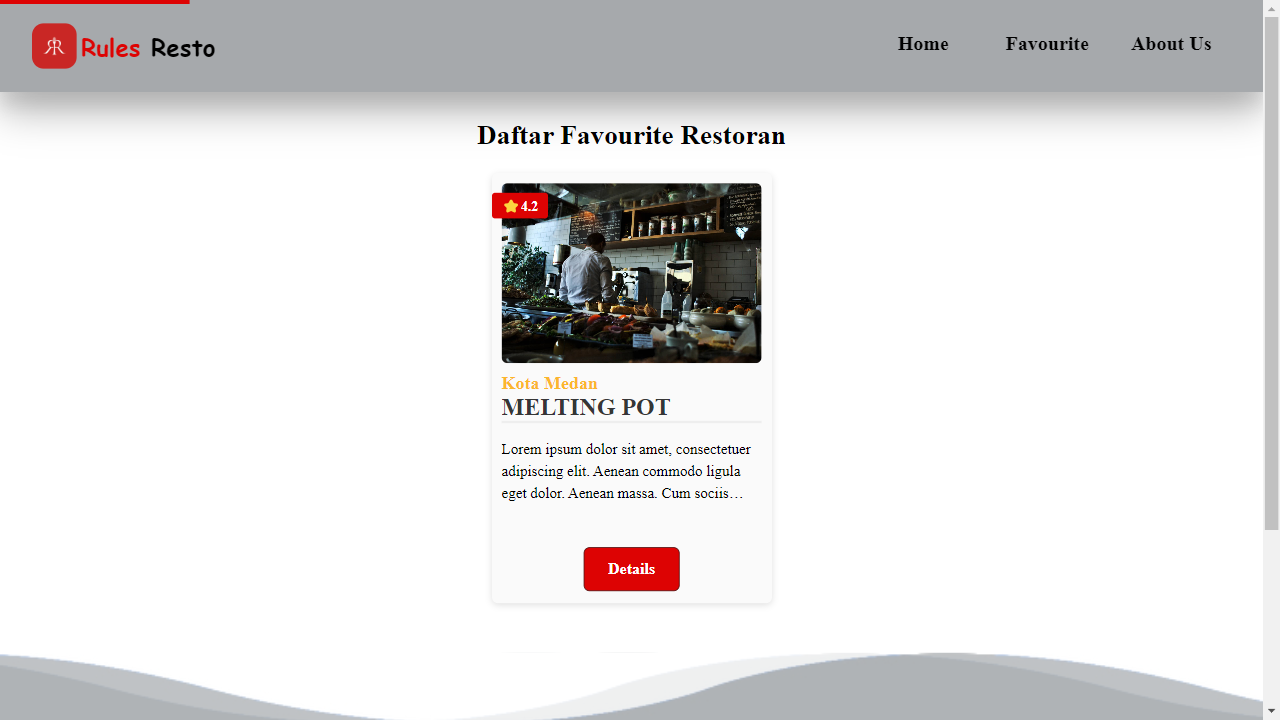 Rules Resto
Home
Favourite
About Us
Daftar Favourite Restoran
4.2
Kota Medan
MELTING POT
Lorem ipsum dolor sit amet, consectetuer
adipiscing elit. Aenean commodo ligula
eget dolor. Aenean massa. Cum sociis…
Details